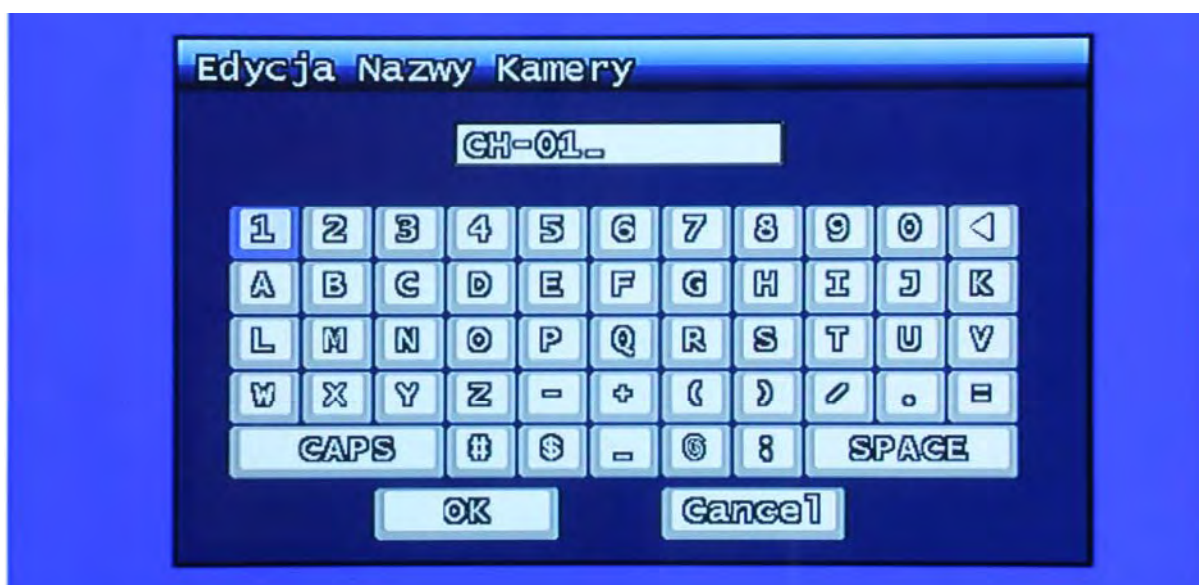 Edycja Nazwy Kamery
CH-01_
1 2 3 4 5 6 7 8 9 0 ◁
A B C D E F G H I J K
L M N O P Q R S T U V
W X Y Z - + ( ) / . =
CAPS # $ _ @ : SPACE
OK Cancel